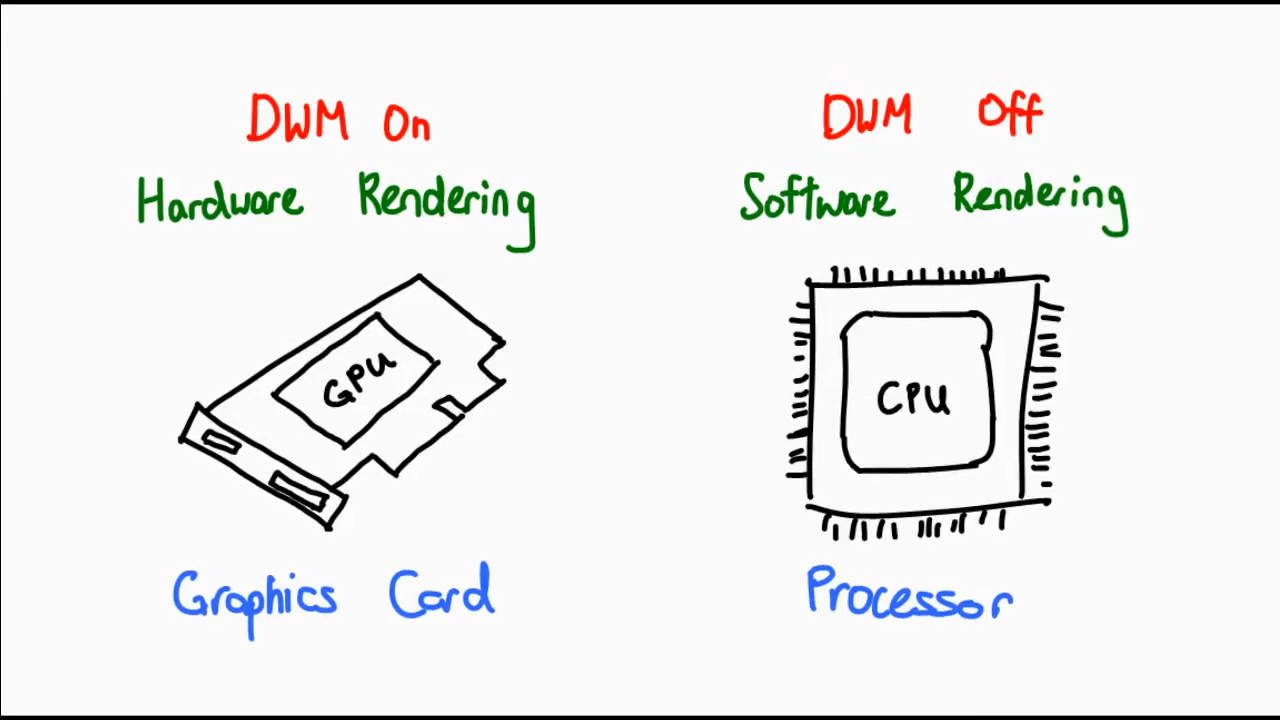 DWM On
Hardware Rendering
GPU
Graphics Card
DWM Off
Software Rendering
CPU
Processor